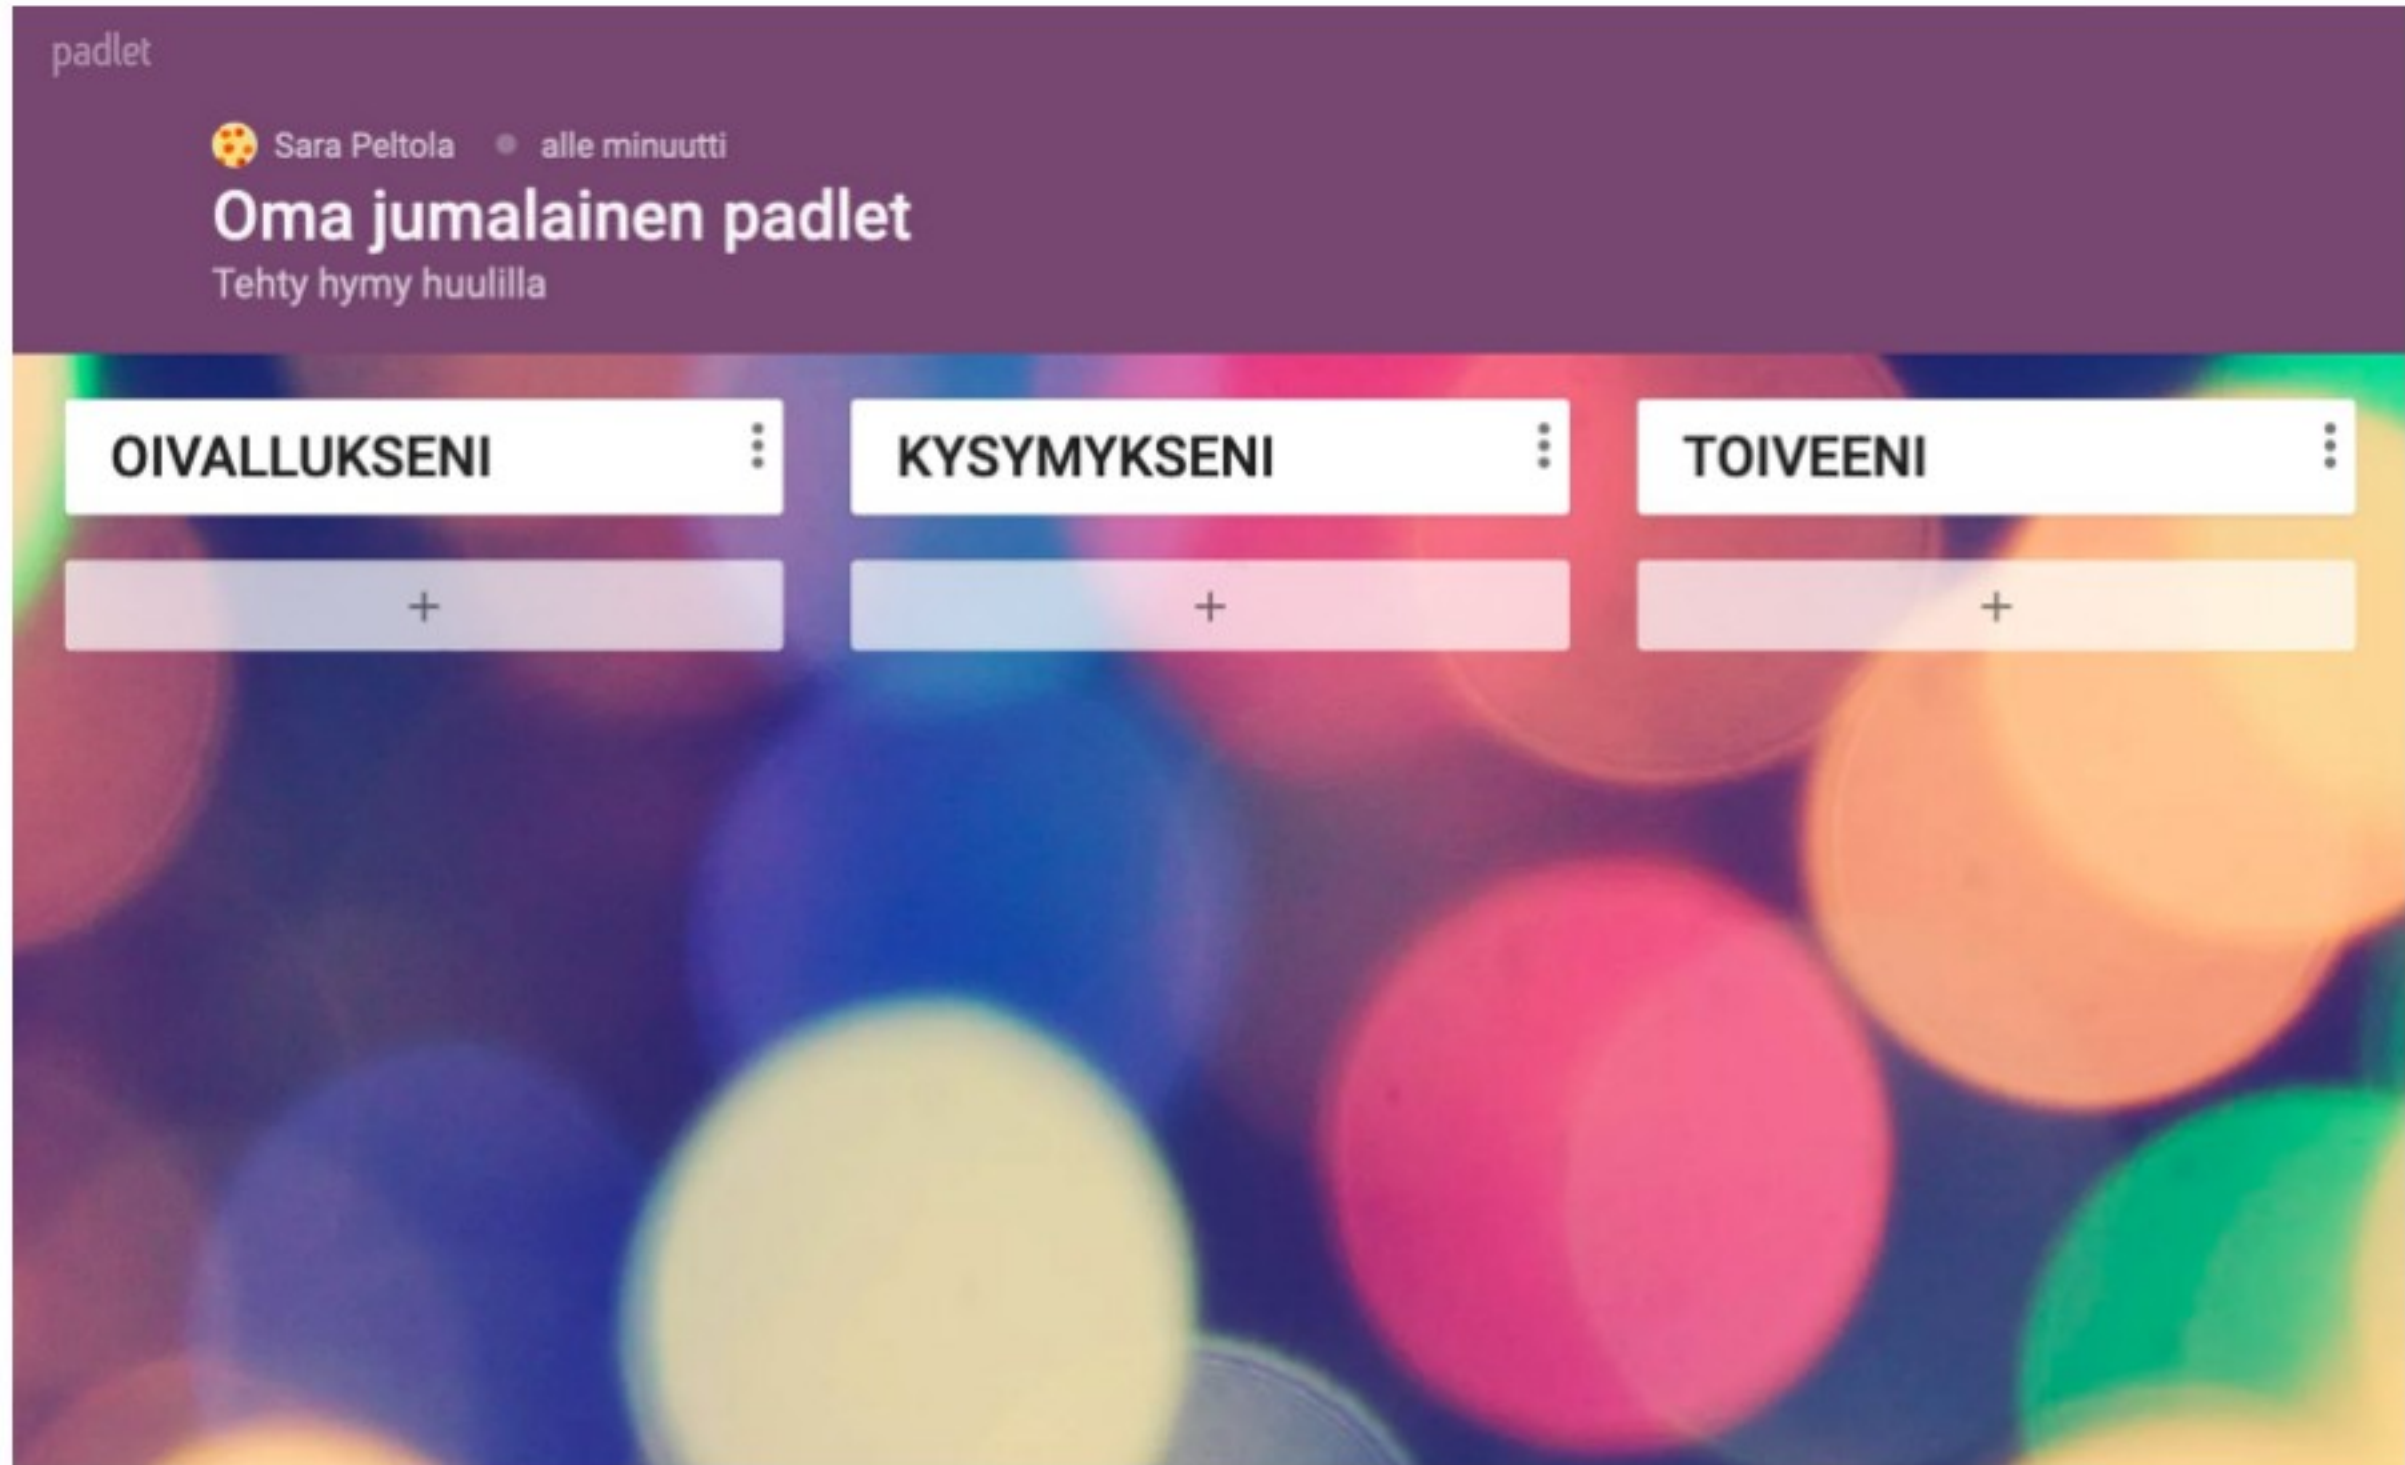 padlet
Sara Peltola • alle minuutti
Oma jumalainen padlet
Tehty hymy huulilla
OIVALLUKSENI
KYSYMYKSENI
TOIVEENI
+
+
+